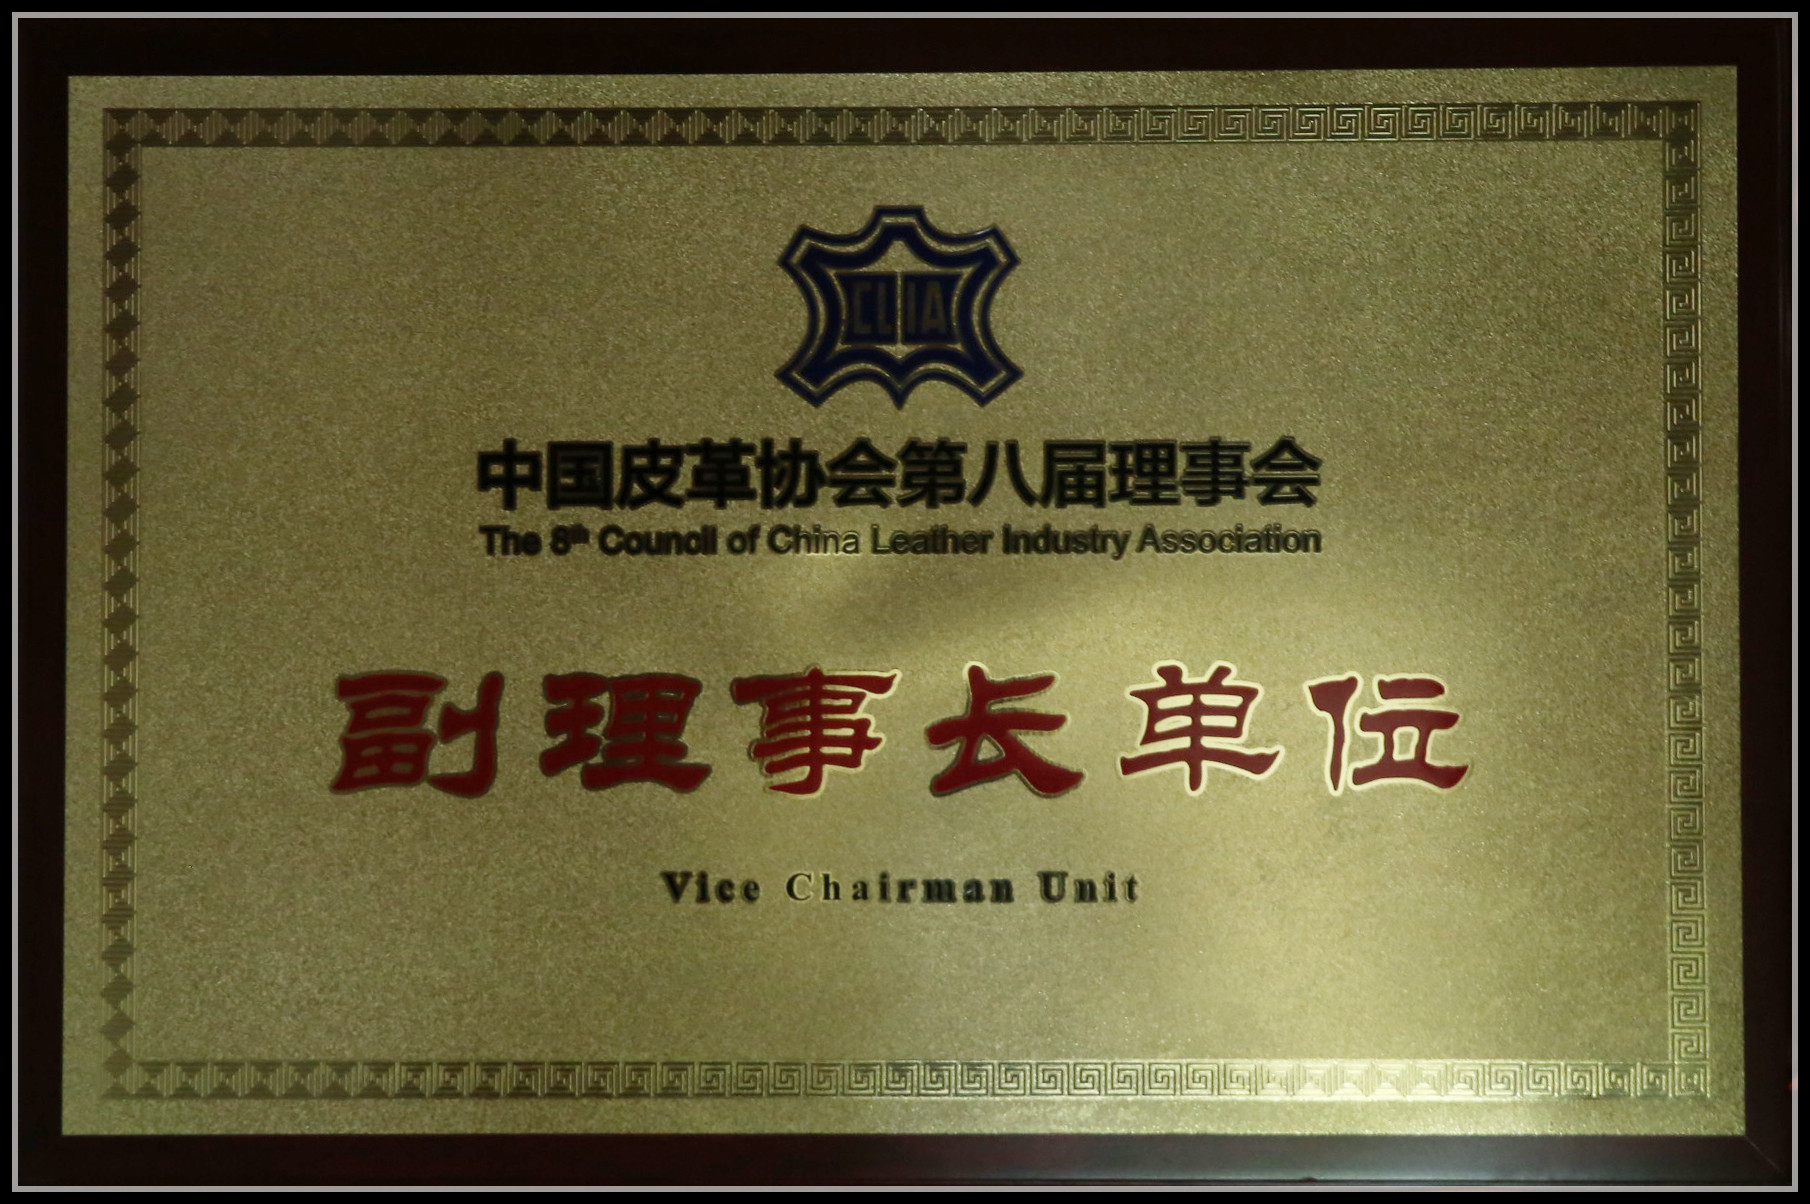 CLIA
中国皮革协会第八届理事会
The 8th Council of China Leather Industry Association
副理事长单位
Vice Chairman Unit